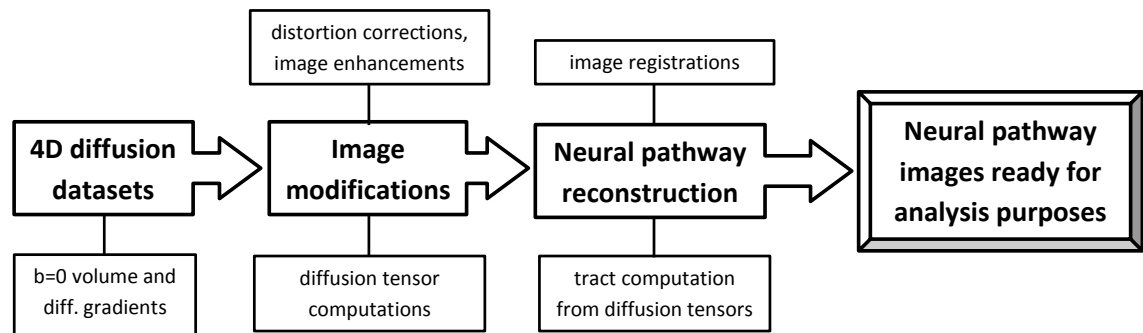 distortion corrections,
image enhancements
image registrations
4D diffusion
datasets
Image
modifications
Neural pathway
reconstruction
Neural pathway
images ready for
analysis purposes
b=0 volume and
diff. gradients
diffusion tensor
computations
tract computation
from diffusion tensors